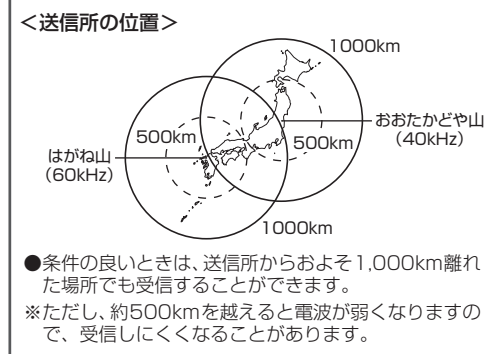 ＜送信所の位置＞
1000km
500km
500km
おおたかどや山
（40kHz）
はがね山
（60kHz）
1000km
●条件の良いときは、送信所からおよそ1,000km離れ
た場所でも受信することができます。
※ただし、約500kmを越えると電波が弱くなりますの
で、受信しにくくなることがあります。